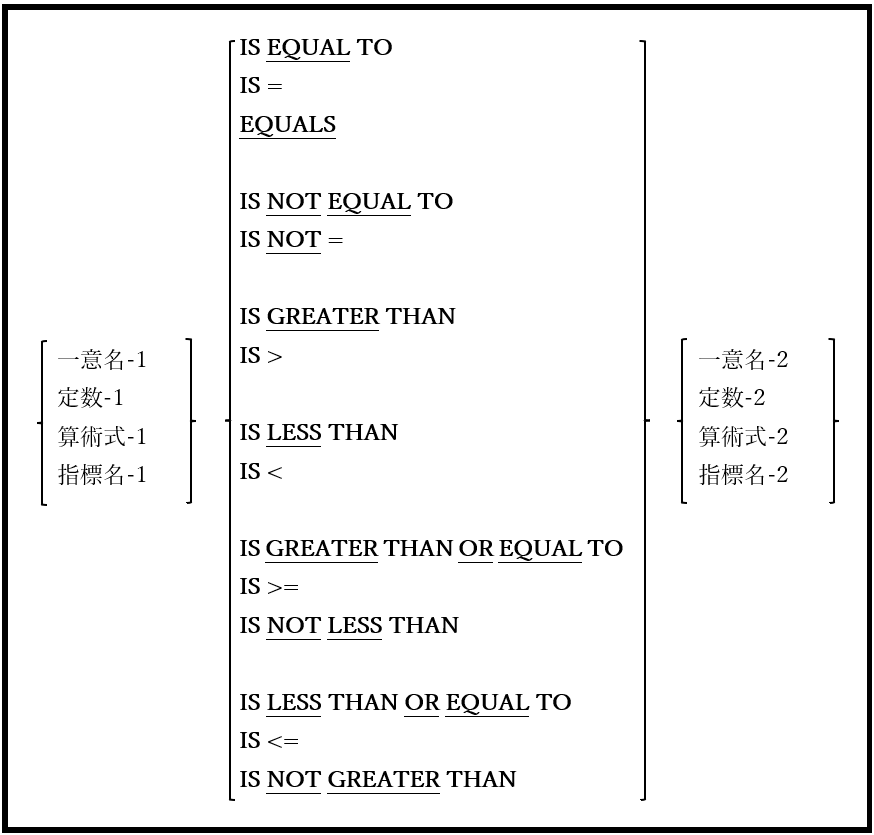 一意名-1
定数-1
算術式-1
指標名-1
IS EQUAL TO
IS =
EQUALS
IS NOT EQUAL TO
IS NOT =
IS GREATER THAN
IS >
IS LESS THAN
IS <
IS GREATER THAN OR EQUAL TO
IS >=
IS NOT LESS THAN
IS LESS THAN OR EQUAL TO
IS <=
IS NOT GREATER THAN
一意名-2
定数-2
算術式-2
指標名-2